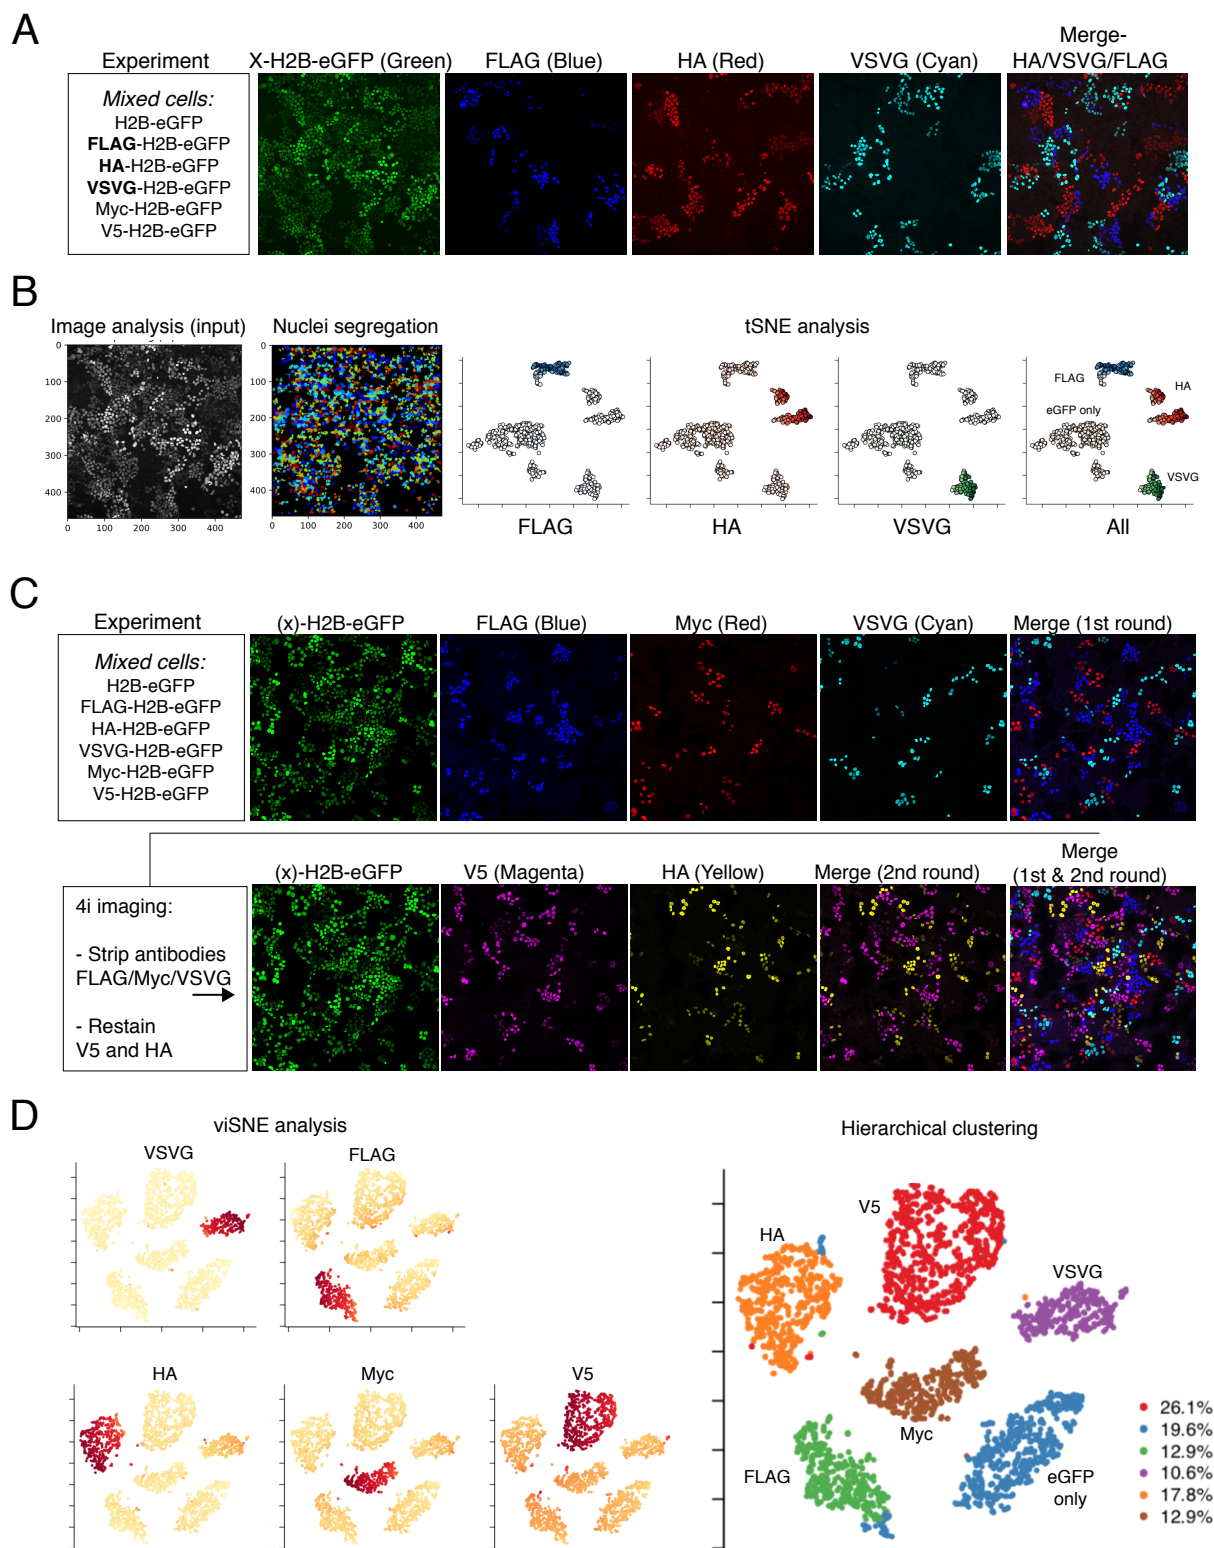 A
Experiment
Mixed cells:
H2B-eGFP
FLAG-H2B-eGFP
HA-H2B-eGFP
VSVG-H2B-eGFP
Myc-H2B-eGFP
V5-H2B-eGFP
X-H2B-eGFP (Green)
FLAG (Blue)
HA (Red)
VSVG (Cyan)
Merge-
HA/VSVG/FLAG
B
Image analysis (input)
0
100
200
300
400
0 100 200 300 400
Nuclei segregation
0
100
200
300
400
0 100 200 300 400
tSNE analysis
FLAG
HA
VSVG
FLAG
HA
eGFP only
VSVG
All
C
Experiment
Mixed cells:
H2B-eGFP
FLAG-H2B-eGFP
HA-H2B-eGFP
VSVG-H2B-eGFP
Myc-H2B-eGFP
V5-H2B-eGFP
(x)-H2B-eGFP
FLAG (Blue)
Myc (Red)
VSVG (Cyan)
Merge (1st round)
4i imaging:
- Strip antibodies
FLAG/Myc/VSVG
- Restain
V5 and HA
(x)-H2B-eGFP
V5 (Magenta)
HA (Yellow)
Merge (2nd round)
Merge
(1st & 2nd round)
D
viSNE analysis
VSVG
FLAG
HA
Myc
V5
Hierarchical clustering
V5
HA
VSVG
Myc
FLAG
eGFP
only
26.1%
19.6%
12.9%
10.6%
17.8%
12.9%